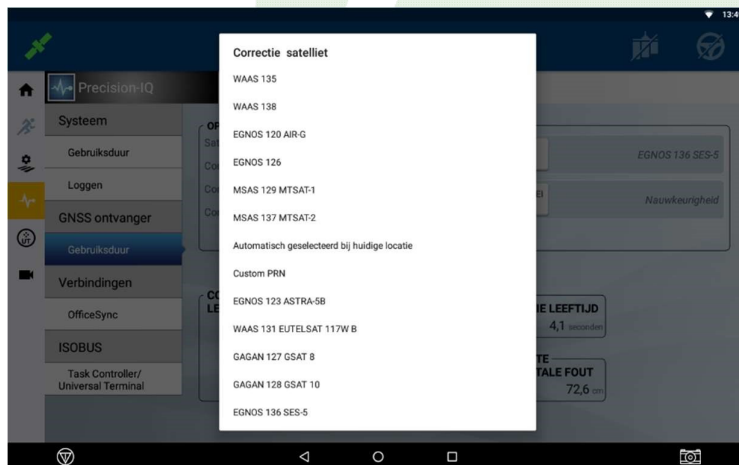 13:4
Precision-IQ
Systeem
Gebruiksduur
Loggen
GNSS ontvanger
Gebruiksduur
Verbindingen
OfficeSync
ISOBUS
Task Controller/
Universal Terminal
UT
Correctie satelliet
WAAS 135
WAAS 138
EGNOS 120 AIR-G
EGNOS 126
MSAS 129 MTSAT-1
MSAS 137 MTSAT-2
Automatisch geselecteerd bij huidige locatie
Custom PRN
EGNOS 123 ASTRA-5B
WAAS 131 EUTELSAT 117W B
GAGAN 127 GSAT 8
GAGAN 128 GSAT 10
EGNOS 136 SES-5
EGNOS 136 SES-5
Nauwkeurigheid
IE LEEFTIJD
4,1 seconden
TE
TALE FOUT
72,6 cm